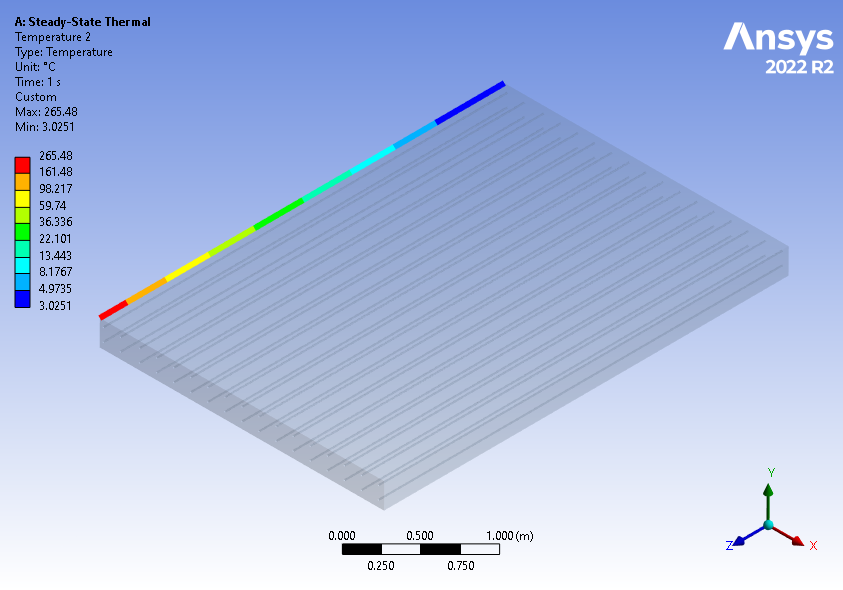 A: Steady-State Thermal
Temperature 2
Type: Temperature
Unit: °C
Time: 1 s
Custom
Max: 265.48
Min: 3.0251
265.48
161.48
98.217
59.74
36.336
22.101
13.443
8.1767
4.9735
3.0251
Ansys
2022 R2
0.000 0.500 1.000 (m)
0.250 0.750
Y
Z X